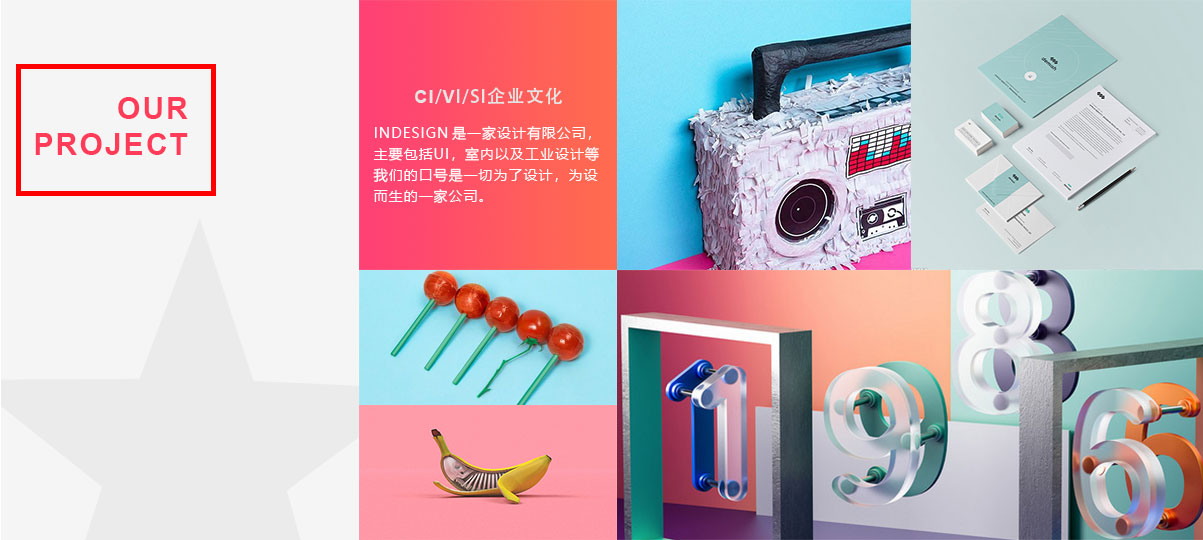 OUR
PROJECT
CI/VI/SI企业文化
INDESIGN 是一家设计有限公司，
主要包括UI，室内以及工业设计等
我们的口号是一切为了设计，为设
而生的一家公司。
1 9 8 6